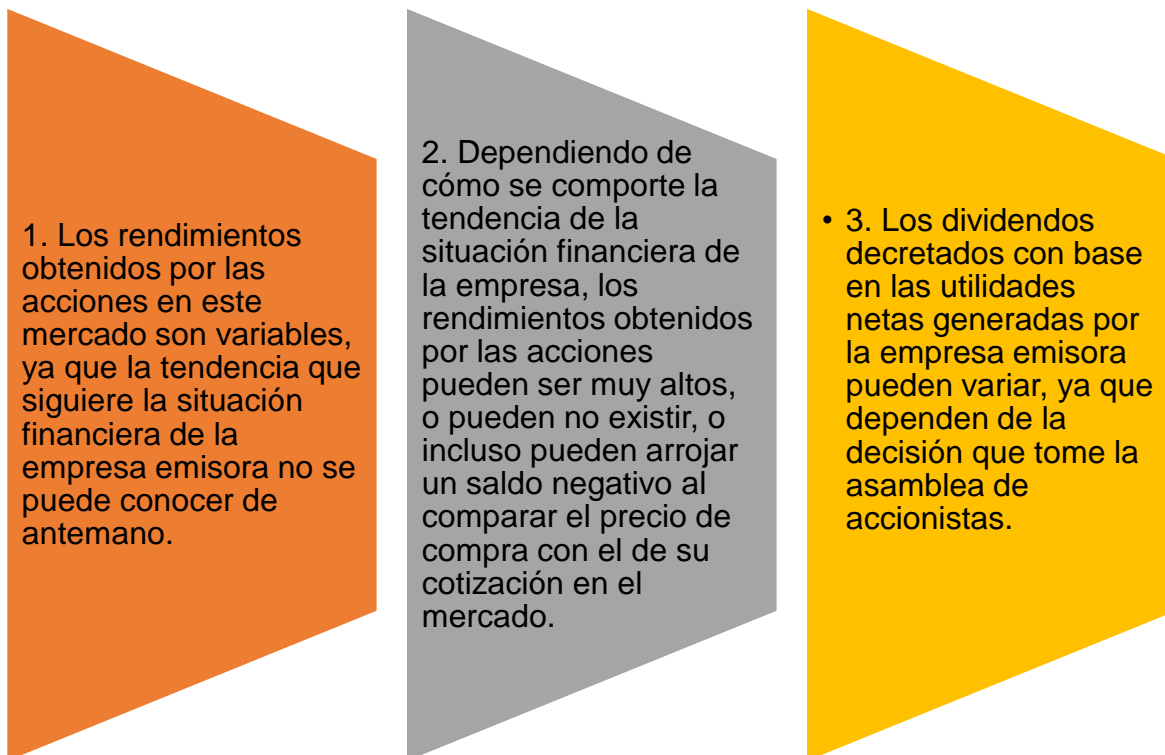 1. Los rendimientos
obtenidos por las
acciones en este
mercado son variables,
ya que la tendencia que
siguiere la situación
financiera de la
empresa emisora no se
puede conocer de
antemano.
2. Dependiendo de
cómo se comporte la
tendencia de la
situación financiera de
la empresa, los
rendimientos obtenidos
por las acciones
pueden ser muy altos,
o pueden no existir, o
incluso pueden arrojar
un saldo negativo al
comparar el precio de
compra con el de su
cotización en el
mercado.
• 3. Los dividendos
decretados con base
en las utilidades
netas generadas por
la empresa emisora
pueden variar, ya que
dependen de la
decisión que tome la
asamblea de
accionistas.